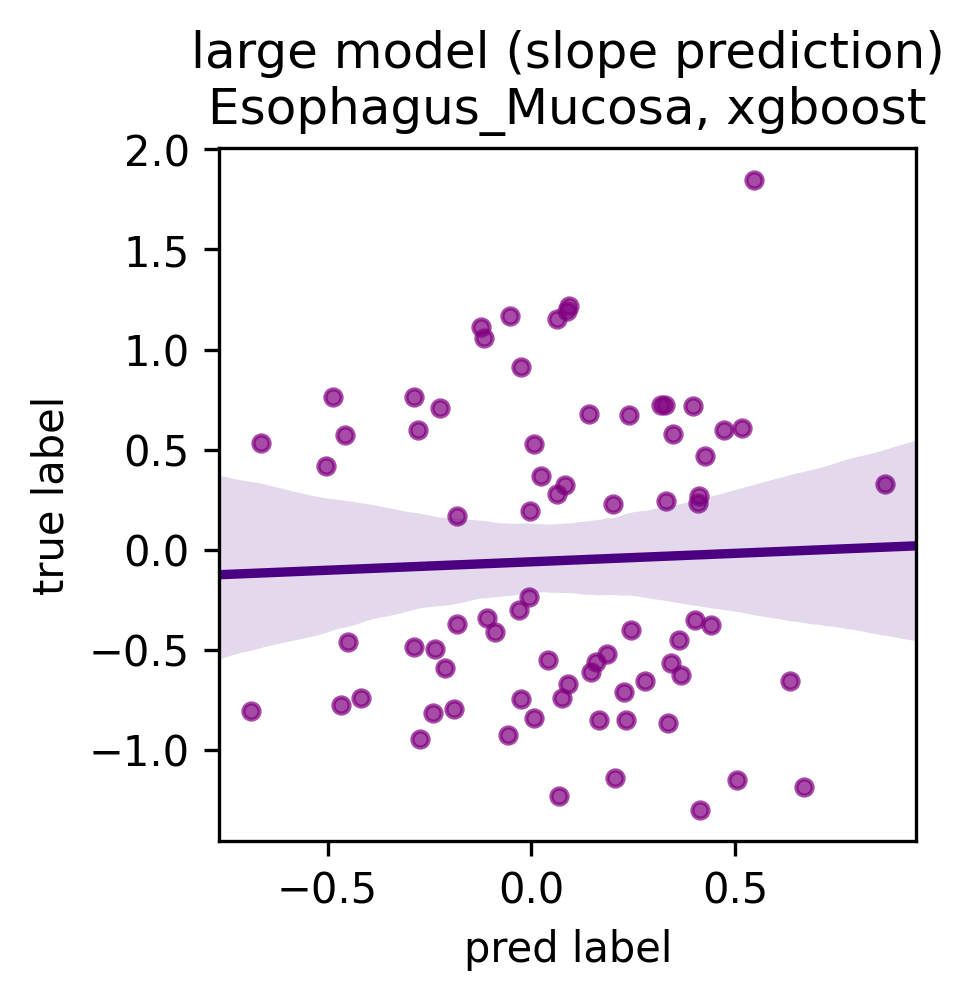 large model (slope prediction)
Esophagus_Mucosa, xgboost
2.0
1.5
1.0
0.5
0.0
−0.5
−1.0
true label
−0.5
0.0
0.5
pred label